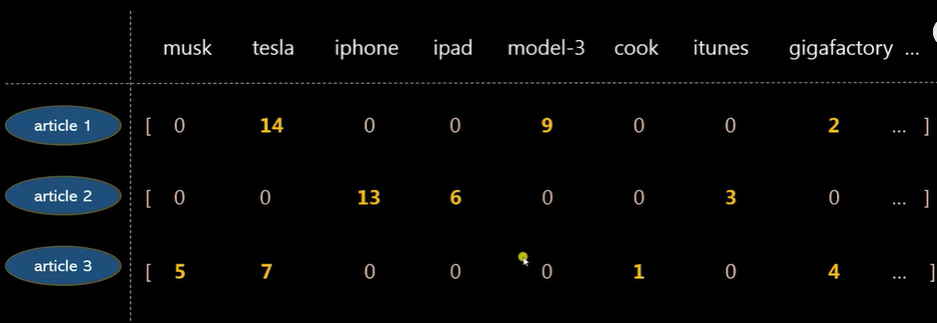 musk tesla iphone ipad model-3 cook itunes gigafactory ...
article 1 [ 0 14 0 0 9 0 0 2 ... ]
article 2 [ 0 0 13 6 0 0 3 0 ... ]
article 3 [ 5 7 0 0 0 1 0 4 ... ]